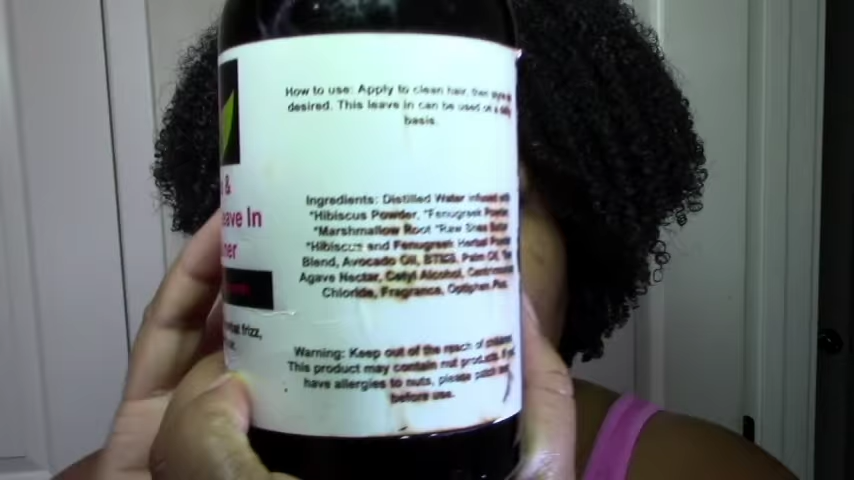 How to use: Apply to clean hair, then style as
desired. This leave in can be used on a daily
basis.
&
eave In
ner
Ingredients: Distilled Water infused with
*Hibiscus Powder, *Fenugreek Powder
*Marshmallow Root *Raw Shea Butter
*Hibiscus and Fenugreek Herbal Powder
Blend, Avocado Oil, BTMS, Palm Oil,
Agave Nectar, Cetyl Alcohol,
Chloride, Fragrance, Optiphen Plus
frizz,
Warning: Keep out of the reach of children.
This product may contain nut products. If
have allergies to nuts, please patch
before use.